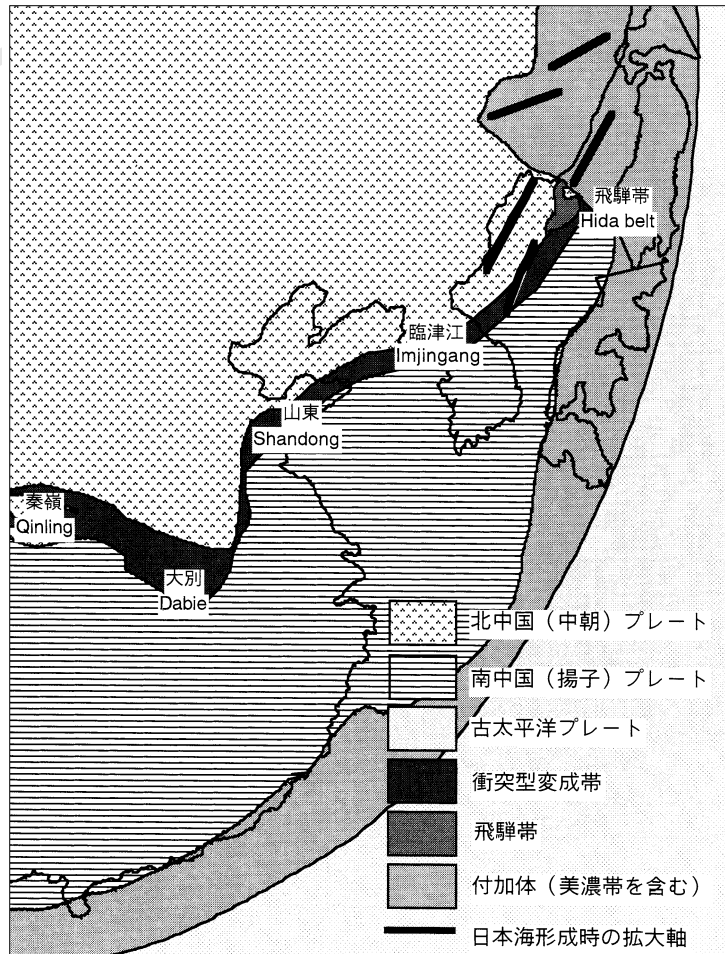 飛騨帯
Hida belt
臨津江
Imjingang
山東
Shandong
秦嶺
Qinling
大別
Dabie
北中国（中朝）プレート
南中国（揚子）プレート
古太平洋プレート
衝突型変成帯
飛騨帯
付加体（美濃帯を含む）
日本海形成時の拡大軸